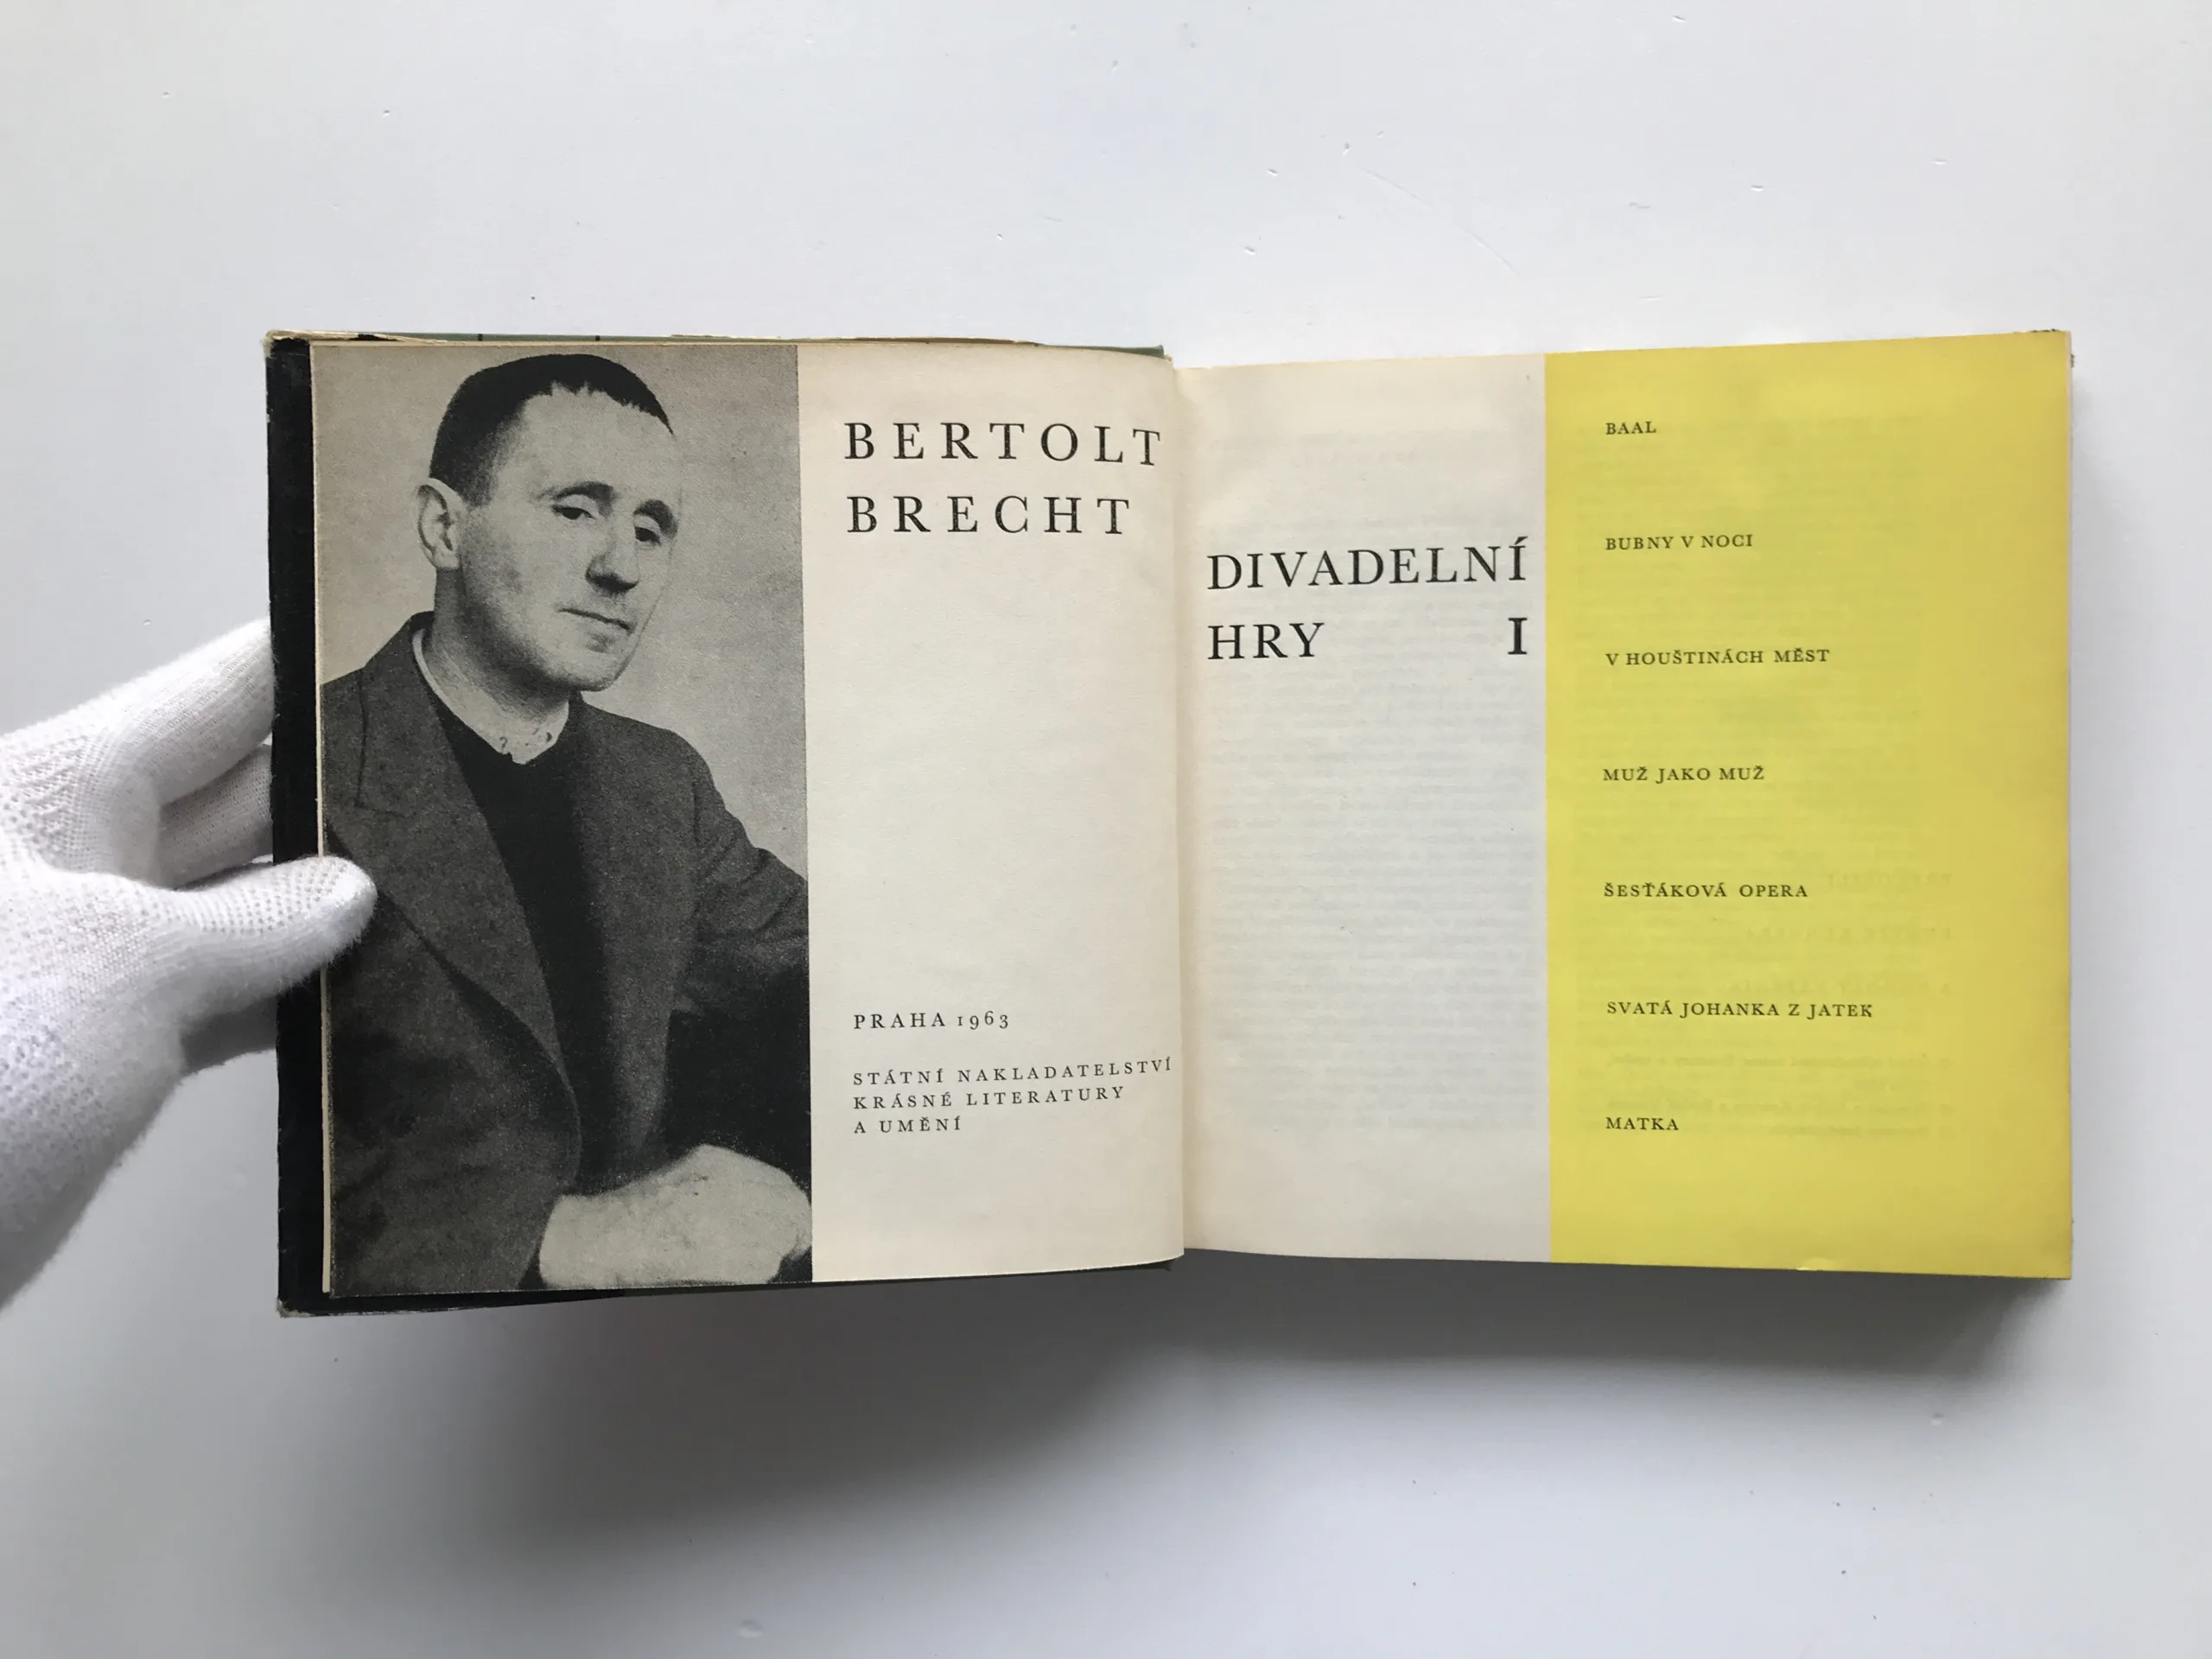 BERTOLT
BRECHT
PRAHA 1963
STÁTNÍ NAKLADATELSTVÍ
KRÁSNÉ LITERATURY
A UMĚNÍ
DIVADELNÍ
HRY I
BAAL
BUBNY V NOCI
V HOUŠTINÁCH MĚST
MUŽ JAKO MUŽ
ŠESŤÁKOVÁ OPERA
SVATÁ JOHANKA Z JATEK
MATKA